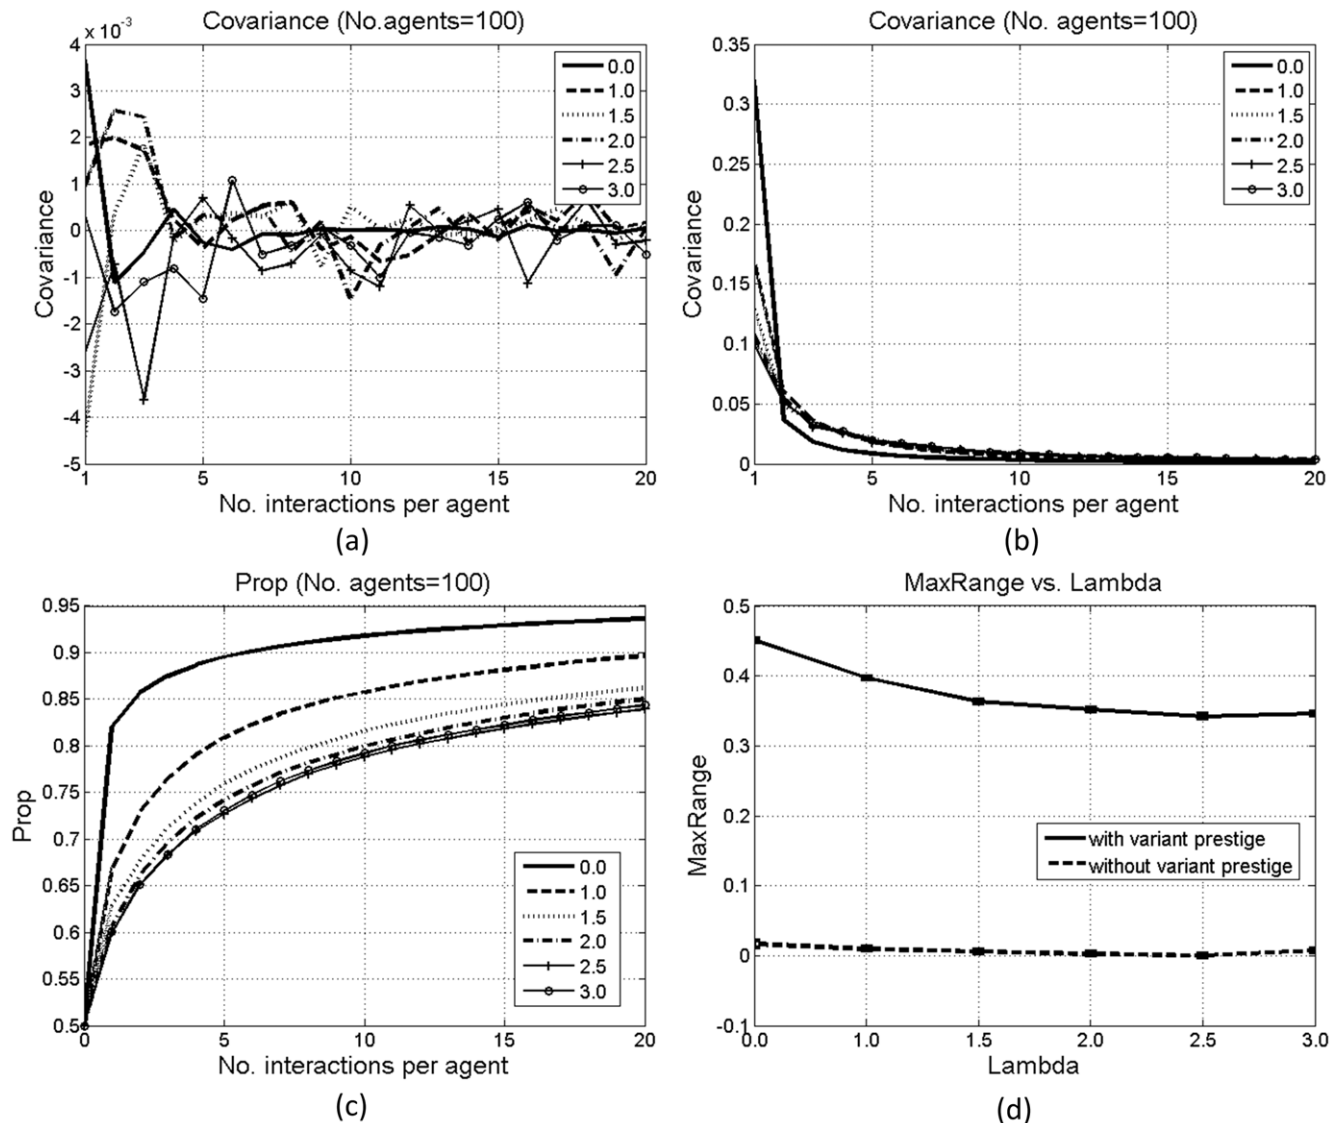 Covariance (No.agents=100)
× 10⁻³
4
3
2
1
0
-1
-2
-3
-4
-5
Covariance
0.0
1.0
1.5
2.0
2.5
3.0
1 5 10 15 20
No. interactions per agent
(a)
Covariance (No. agents=100)
0.35
0.3
0.25
0.2
0.15
0.1
0.05
0
Covariance
0.0
1.0
1.5
2.0
2.5
3.0
1 5 10 15 20
No. interactions per agent
(b)
Prop (No. agents=100)
0.95
0.9
0.85
0.8
0.75
0.7
0.65
0.6
0.55
0.5
Prop
0.0
1.0
1.5
2.0
2.5
3.0
0 5 10 15 20
No. interactions per agent
(c)
MaxRange vs. Lambda
0.5
0.4
0.3
0.2
0.1
0
-0.1
MaxRange
with variant prestige
without variant prestige
0.0 1.0 1.5 2.0 2.5 3.0
Lambda
(d)